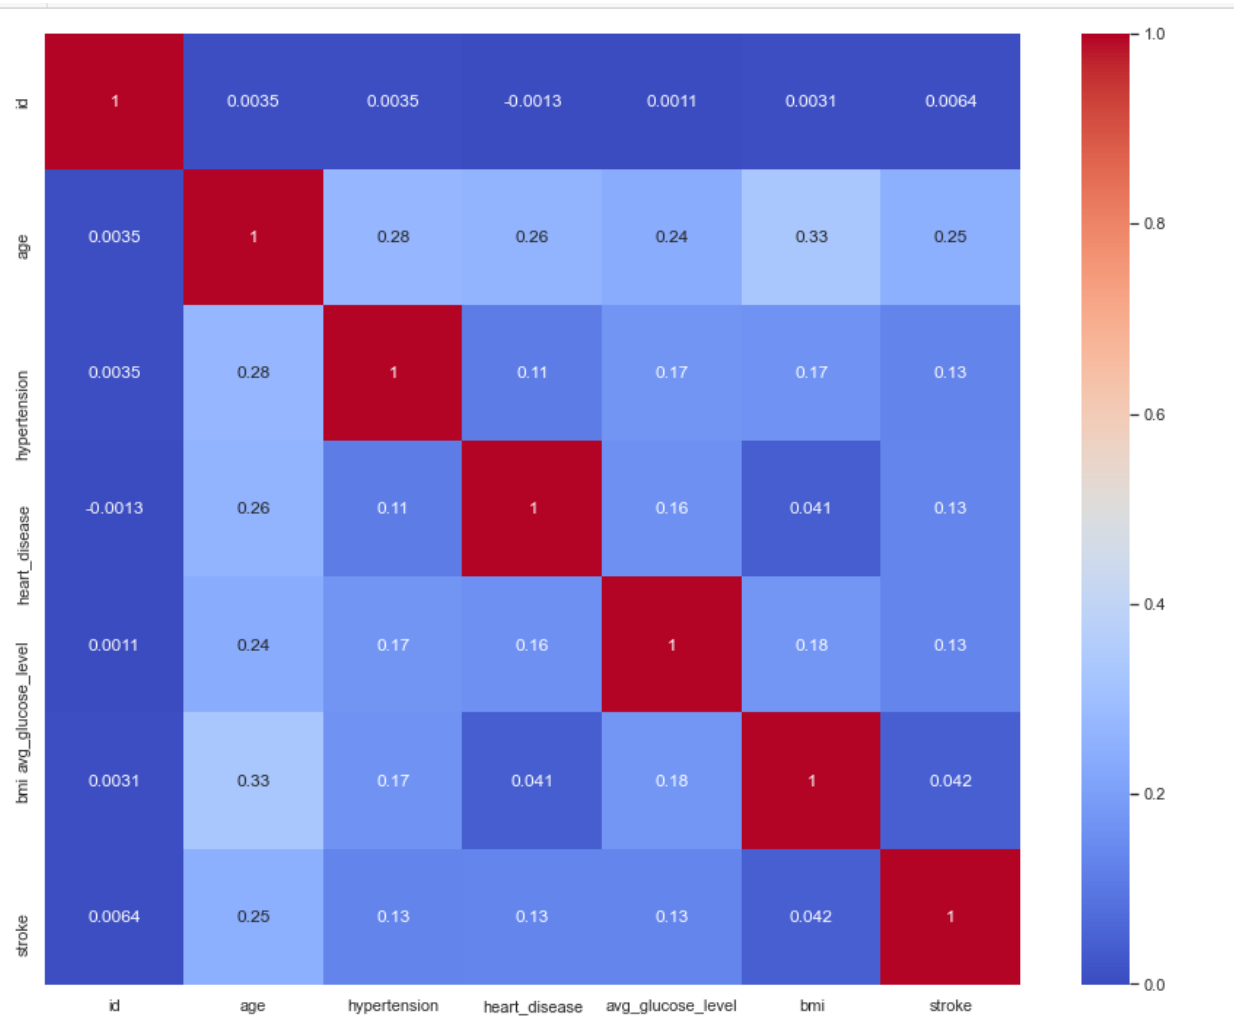 id 1 0.0035 0.0035 -0.0013 0.0011 0.0031 0.0064
age 0.0035 1 0.28 0.26 0.24 0.33 0.25
hypertension 0.0035 0.28 1 0.11 0.17 0.17 0.13
heart_disease -0.0013 0.26 0.11 1 0.16 0.041 0.13
avg_glucose_level 0.0011 0.24 0.17 0.16 1 0.18 0.13
bmi 0.0031 0.33 0.17 0.041 0.18 1 0.042
stroke 0.0064 0.25 0.13 0.13 0.13 0.042 1
id age hypertension heart_disease avg_glucose_level bmi stroke
1.0
0.8
0.6
0.4
0.2
0.0